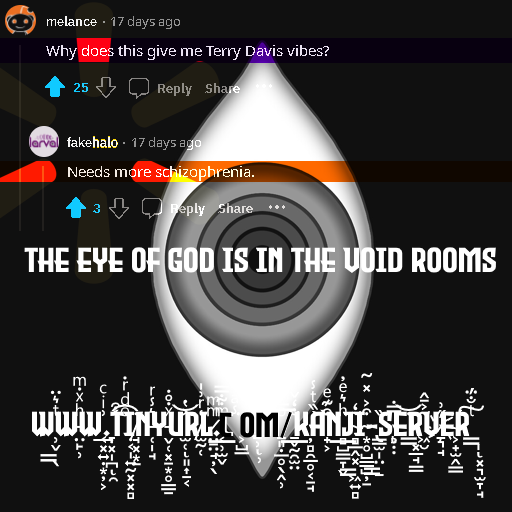 melance · 17 days ago
Why does this give me Terry Davis vibes?
25 Reply Share ...
larval
fakehalo · 17 days ago
Needs more schizophrenia.
3 Reply Share ...
THE EYE OF GOD IS IN THE VOID ROOMS
WWW.TINYURL.COM/KANJI-SERVER